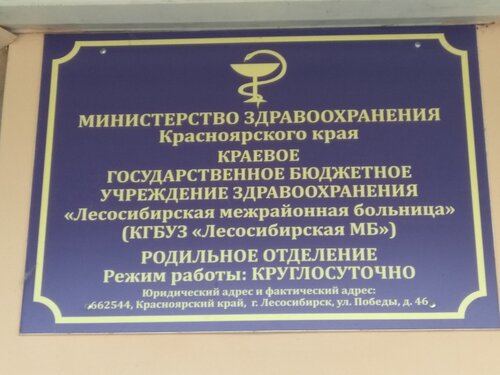 МИНИСТЕРСТВО ЗДРАВООХРАНЕНИЯ
Красноярского края
КРАЕВОЕ
ГОСУДАРСТВЕННОЕ БЮДЖЕТНОЕ
УЧРЕЖДЕНИЕ ЗДРАВООХРАНЕНИЯ
«Лесосибирская межрайонная больница»
(КГБУЗ «Лесосибирская МБ»)
РОДИЛЬНОЕ ОТДЕЛЕНИЕ
Режим работы: КРУГЛОСУТОЧНО
Юридический адрес и фактический адрес:
662544, Красноярский край, г. Лесосибирск, ул. Победы, д. 46